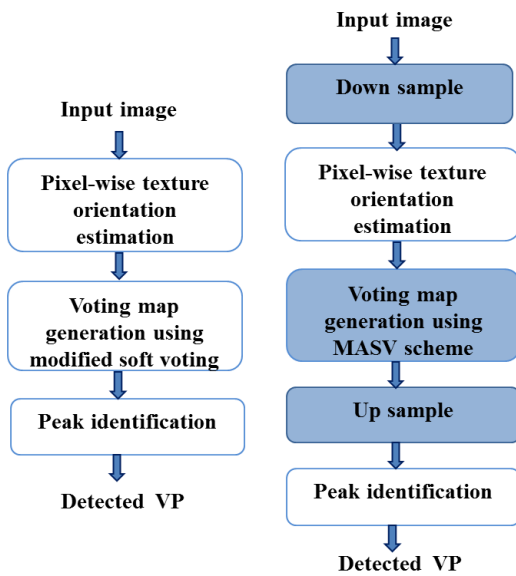 Input image
Pixel-wise texture
orientation
estimation
Voting map
generation using
modified soft voting
Peak identification
Detected VP
Input image
Down sample
Pixel-wise texture
orientation
estimation
Voting map
generation using
MASV scheme
Up sample
Peak identification
Detected VP